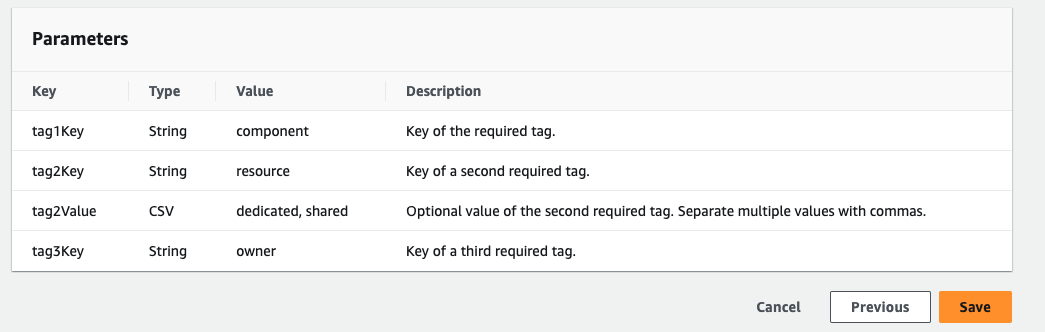 Parameters
Key Type Value Description
tag1Key String component Key of the required tag.
tag2Key String resource Key of a second required tag.
tag2Value CSV dedicated, shared Optional value of the second required tag. Separate multiple values with commas.
tag3Key String owner Key of a third required tag.
Cancel Previous Save